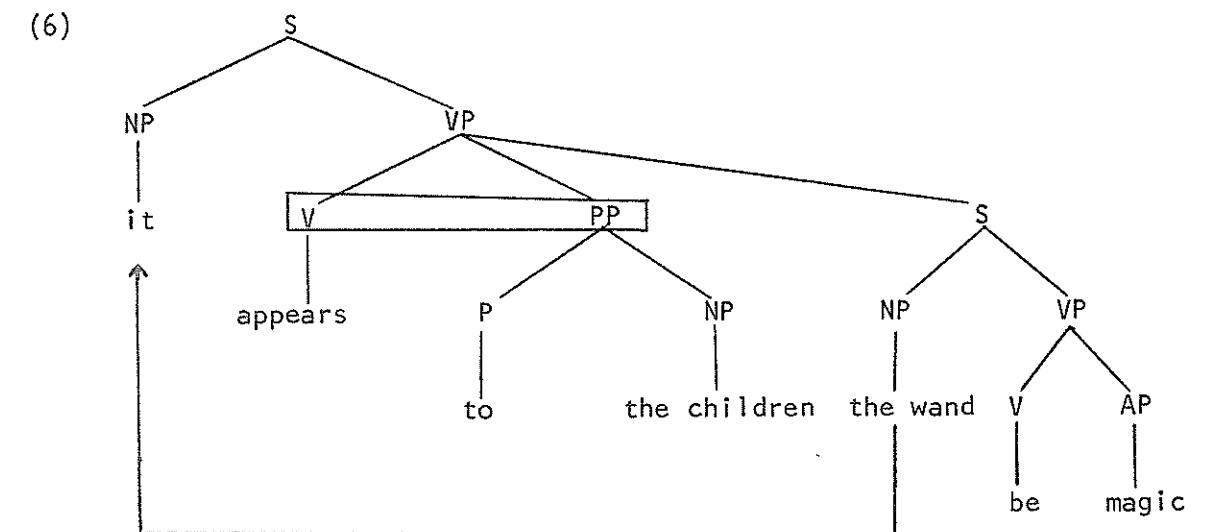 (6) S
NP VP
it V PP S
appears P NP NP VP
to the children the wand V AP
be magic